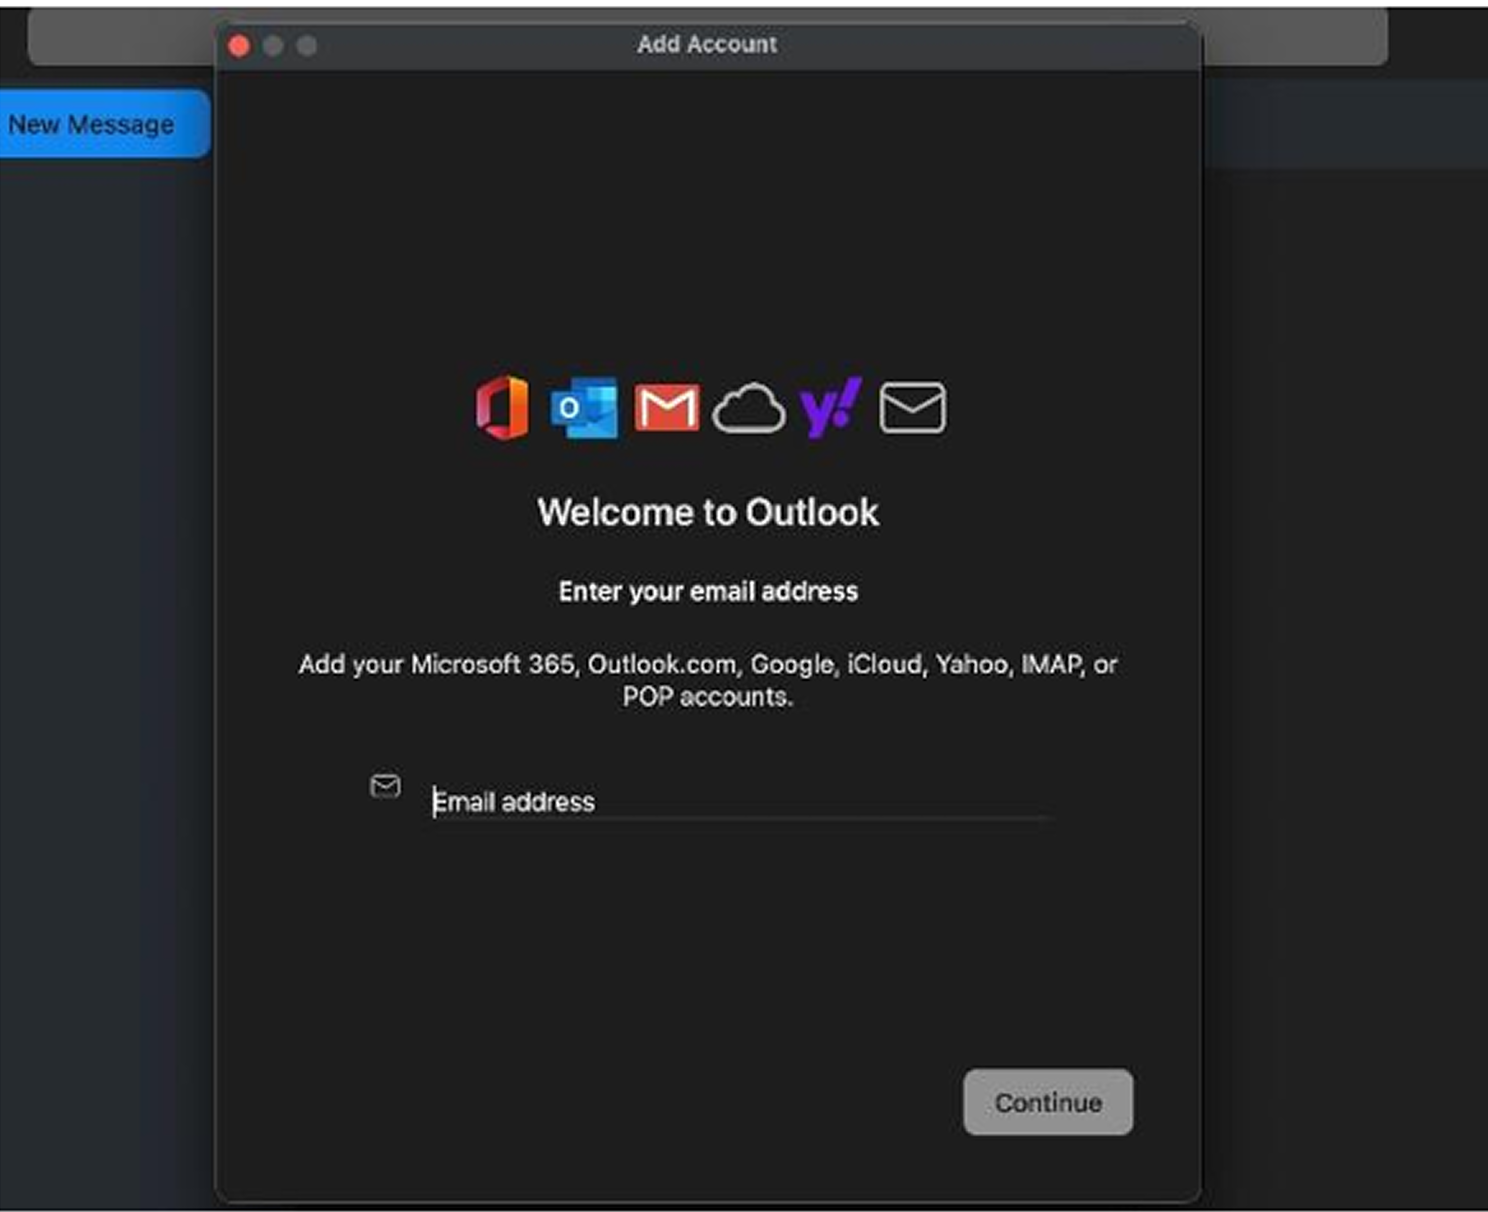 Add Account
New Message
O
y!
Welcome to Outlook
Enter your email address
Add your Microsoft 365, Outlook.com, Google, iCloud, Yahoo, IMAP, or
POP accounts.
Email address
Continue